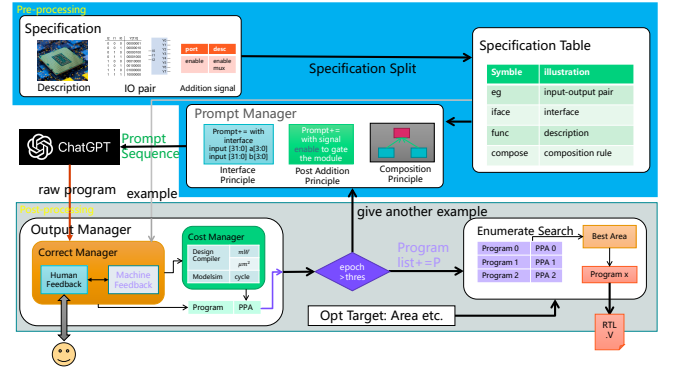 Pre-processing
Specification
Description
IO pair
port desc
enable enable mux
Addition signal
Specification Split
Specification Table
Symble illustration
eg input-output pair
iface interface
func description
compose composition rule
Prompt Manager
Prompt+= with
interface
input [31:0] a[3:0]
input [31:0] b[3:0]
Interface
Principle
Prompt+=
with signal
enable to gate
the module
Post Addition
Principle
Composition
Principle
ChatGPT
Prompt
Sequence
raw program
example
give another example
Output Manager
Correct Manager
Human
Feedback
Machine
Feedback
Cost Manager
Design
Compiler
mW
μm²
Modelsim cycle
Program PPA
epoch
>thres
Program
list+=P
Enumerate Search
Program 0 PPA 0
Program 1 PPA 1
Program 2 PPA 2
Best Area
Program x
Opt Target: Area etc.
RTL
.V